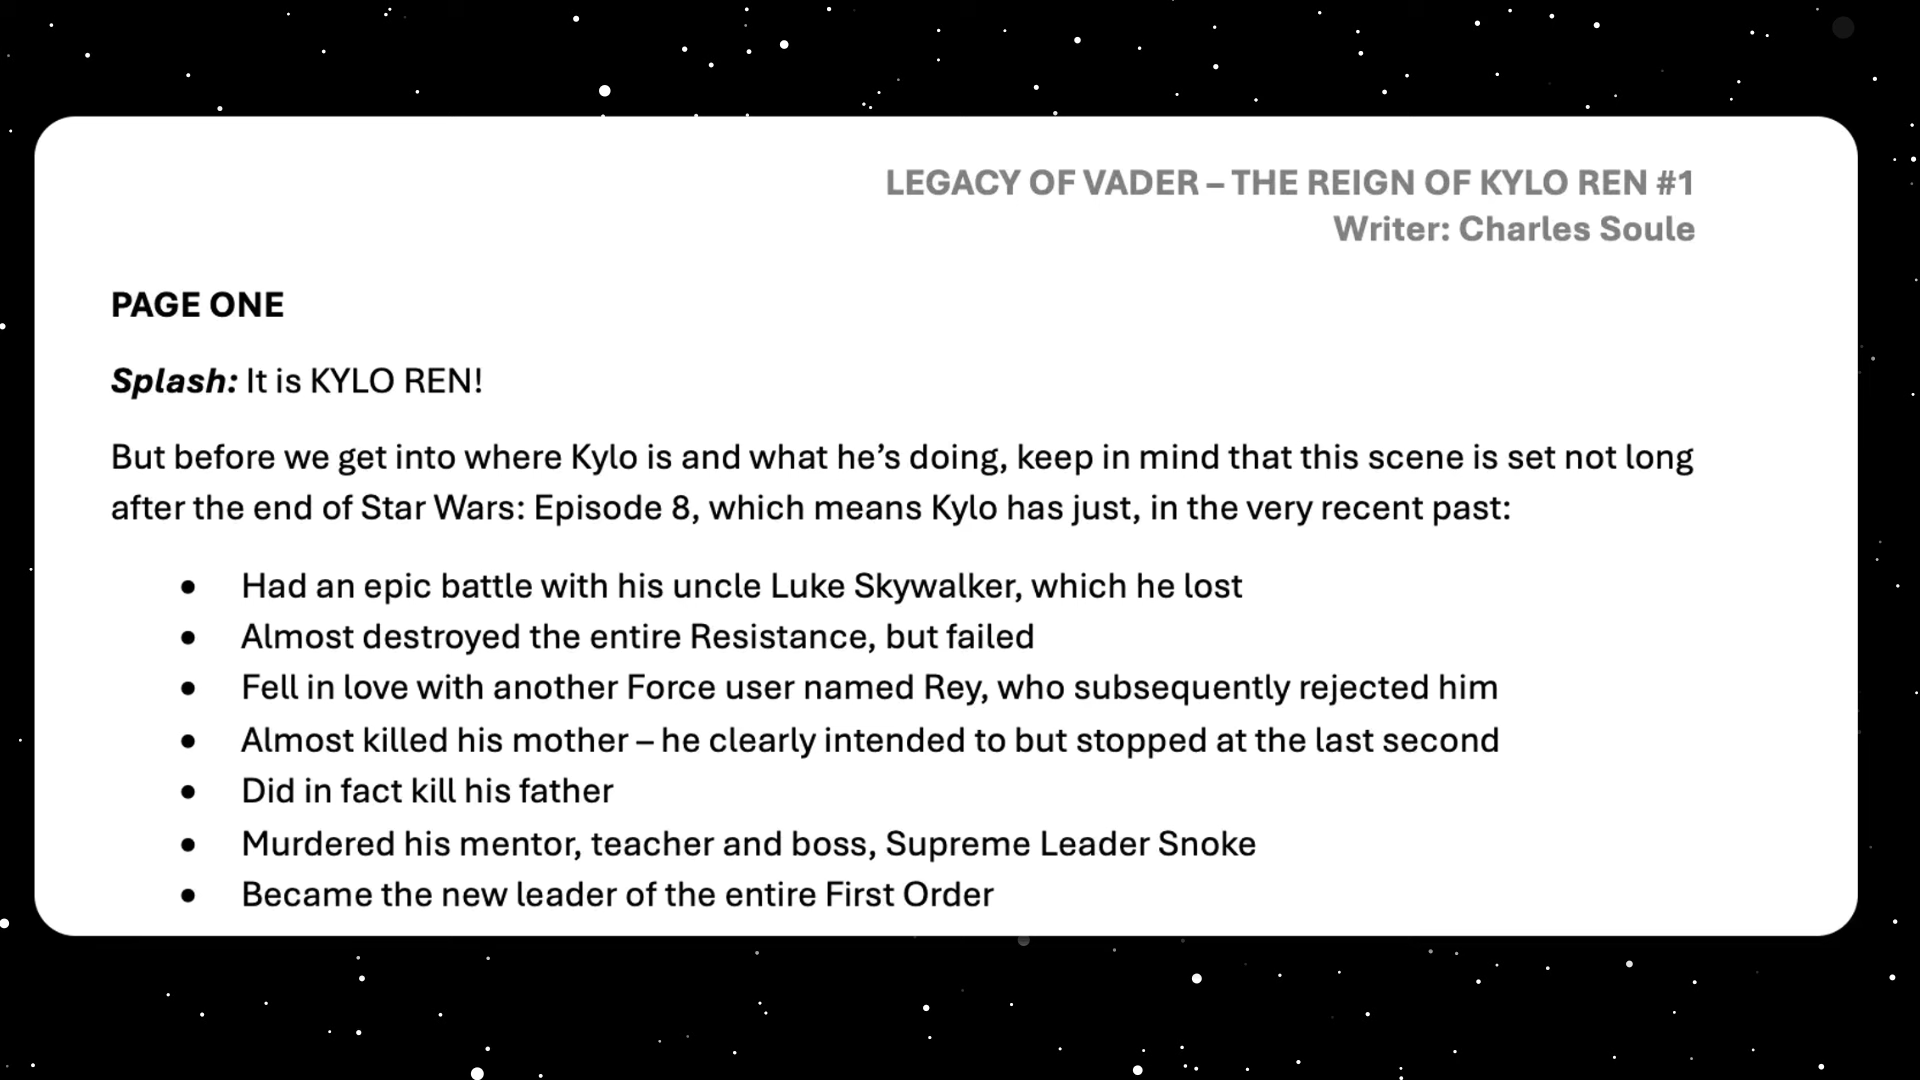 LEGACY OF VADER – THE REIGN OF KYLO REN #1
Writer: Charles Soule
PAGE ONE
Splash: It is KYLO REN!
But before we get into where Kylo is and what he’s doing, keep in mind that this scene is set not long
after the end of Star Wars: Episode 8, which means Kylo has just, in the very recent past:
• Had an epic battle with his uncle Luke Skywalker, which he lost
• Almost destroyed the entire Resistance, but failed
• Fell in love with another Force user named Rey, who subsequently rejected him
• Almost killed his mother – he clearly intended to but stopped at the last second
• Did in fact kill his father
• Murdered his mentor, teacher and boss, Supreme Leader Snoke
• Became the new leader of the entire First Order